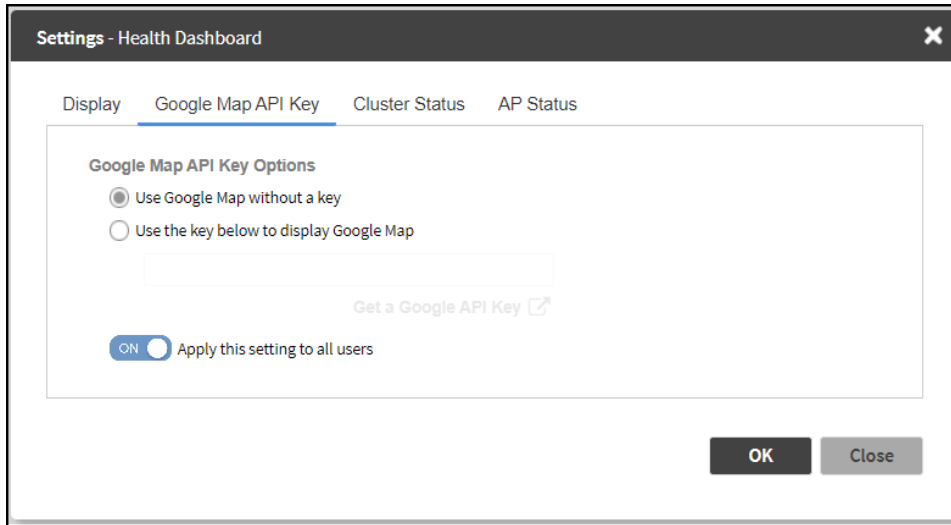 Settings - Health Dashboard
Display Google Map API Key Cluster Status AP Status
Google Map API Key Options
Use Google Map without a key
Use the key below to display Google Map
Get a Google API Key
ON Apply this setting to all users
OK Close